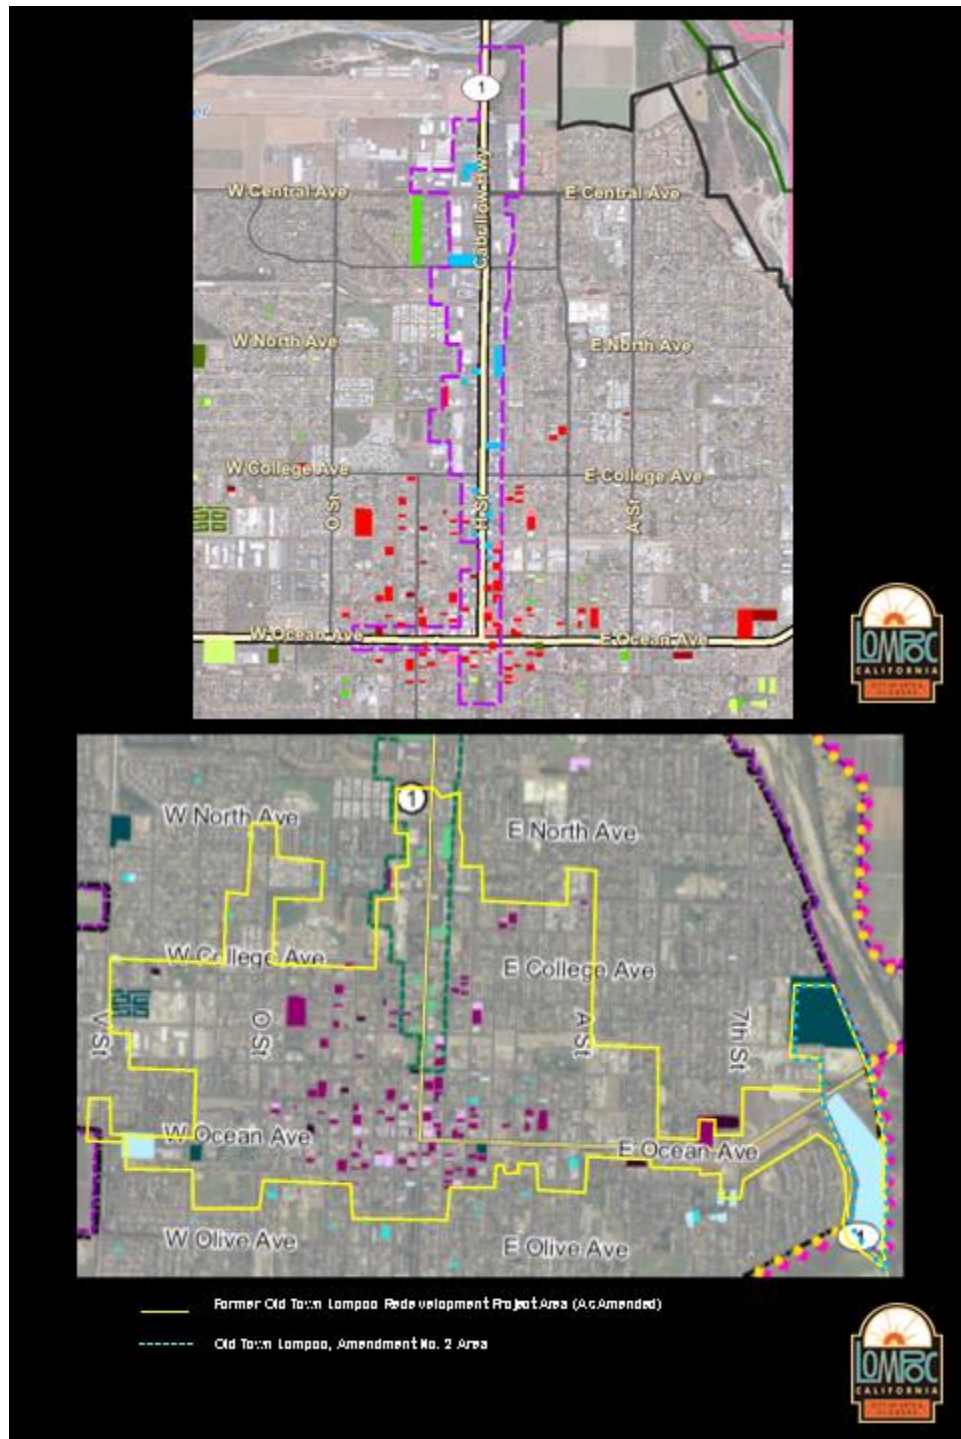 1
er
W Central Ave
E Central Ave
Cabrillo Hwy
W North Ave
E North Ave
W College Ave
E College Ave
O St
H St
A St
W Ocean Ave
E Ocean Ave
LOMPOC
CALIFORNIA
1
W North Ave
E North Ave
W College Ave
E College Ave
V St
O St
A St
7th St
W Ocean Ave
E Ocean Ave
W Olive Ave
E Olive Ave
1
Former Old Town Lompoc Redevelopment Project Area (As Amended)
Old Town Lompoc, Amendment No. 2 Area
LOMPOC
CALIFORNIA